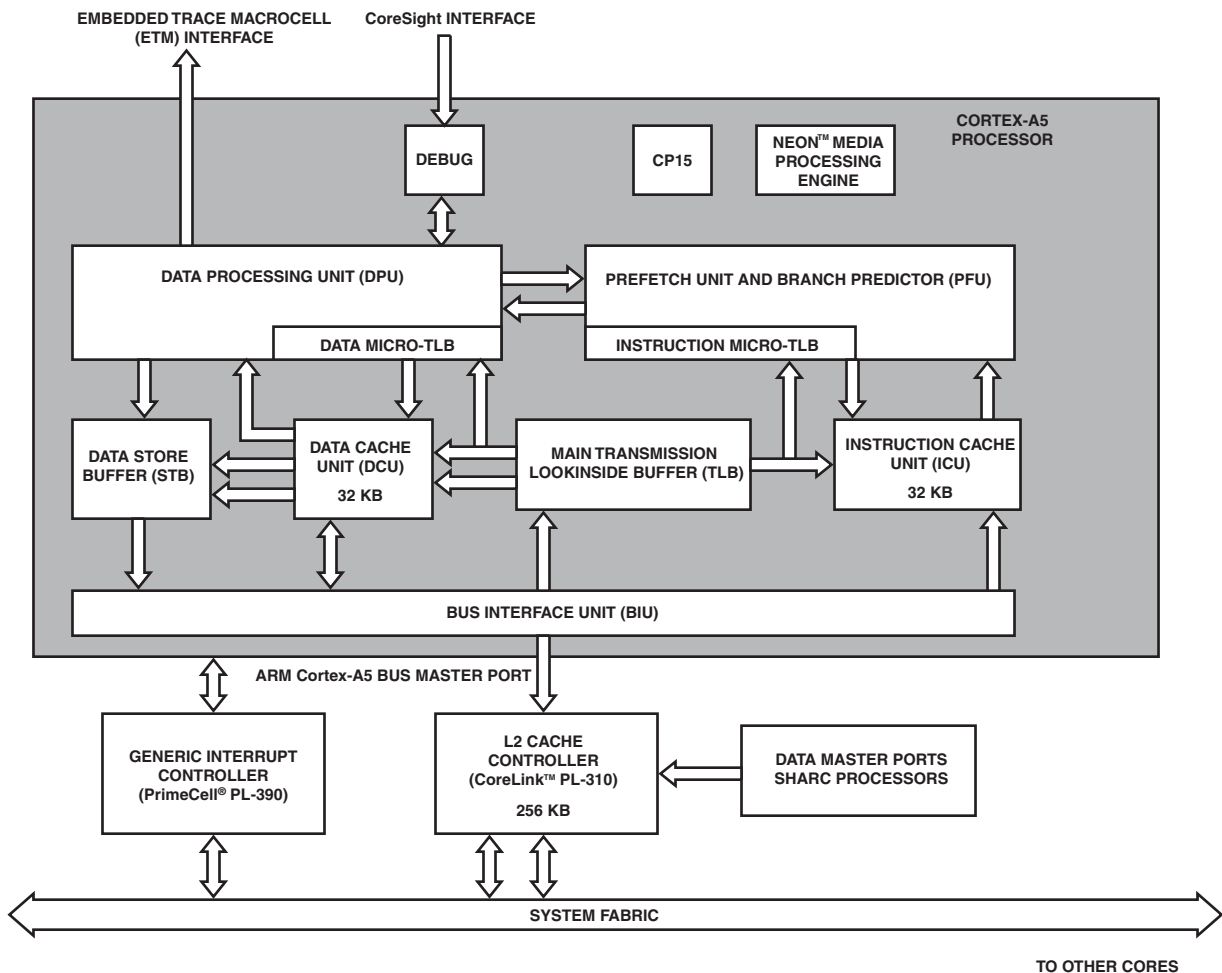 EMBEDDED TRACE MACROCELL
(ETM) INTERFACE
CoreSight INTERFACE
CORTEX-A5
PROCESSOR
DEBUG
CP15
NEON™ MEDIA
PROCESSING
ENGINE
DATA PROCESSING UNIT (DPU)
PREFETCH UNIT AND BRANCH PREDICTOR (PFU)
DATA MICRO-TLB
INSTRUCTION MICRO-TLB
DATA STORE
BUFFER (STB)
DATA CACHE
UNIT (DCU)
32 KB
MAIN TRANSMISSION
LOOKINSIDE BUFFER (TLB)
INSTRUCTION CACHE
UNIT (ICU)
32 KB
BUS INTERFACE UNIT (BIU)
ARM Cortex-A5 BUS MASTER PORT
GENERIC INTERRUPT
CONTROLLER
(PrimeCell® PL-390)
L2 CACHE
CONTROLLER
(CoreLink™ PL-310)
256 KB
DATA MASTER PORTS
SHARC PROCESSORS
SYSTEM FABRIC
TO OTHER CORES